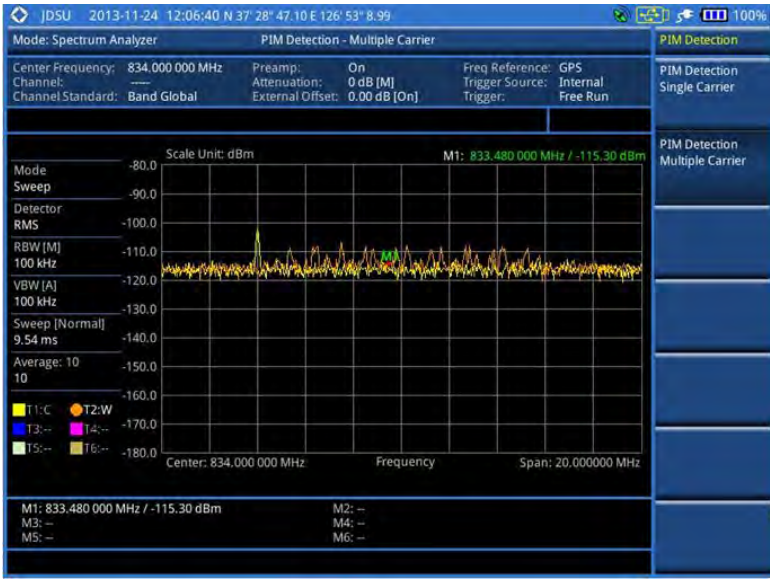 JDSU 2013-11-24 12:06:40 N 37' 28" 47.10 E 126' 53" 8.99 100%
Mode: Spectrum Analyzer PIM Detection - Multiple Carrier PIM Detection
Center Frequency: 834.000 000 MHz Preamp: On Freq Reference: GPS
Channel: ---- Attenuation: 0 dB [M] Trigger Source: Internal
Channel Standard: Band Global External Offset: 0.00 dB [On] Trigger: Free Run
PIM Detection
Single Carrier
PIM Detection
Multiple Carrier
Scale Unit: dBm M1: 833.480 000 MHz / -115.30 dBm
Mode
Sweep
Detector
RMS
RBW [M]
100 kHz
VBW [A]
100 kHz
Sweep [Normal]
9.54 ms
Average: 10
10
T1:C T2:W
T3:-- T4:--
T5:-- T6:--
-80.0
-90.0
-100.0
-110.0
-120.0
-130.0
-140.0
-150.0
-160.0
-170.0
-180.0
M1
Center: 834.000 000 MHz Frequency Span: 20.000000 MHz
M1: 833.480 000 MHz / -115.30 dBm M2: --
M3: -- M4: --
M5: -- M6: --